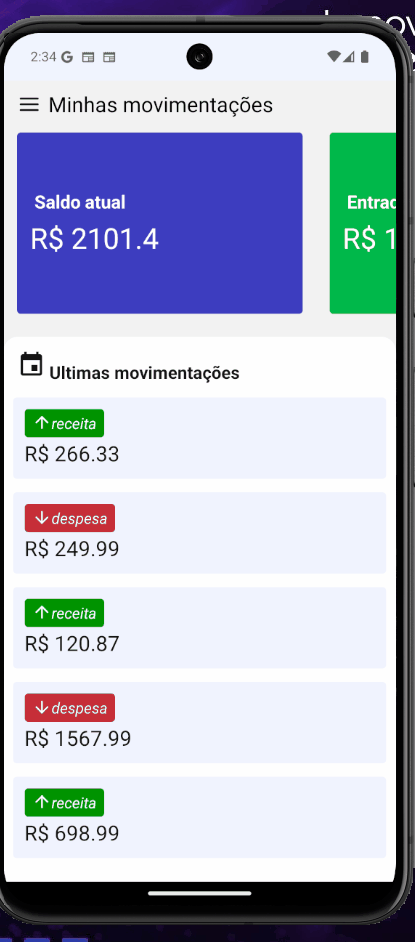 2:34 G
Minhas movimentações
Saldo atual
R$ 2101.4
Entrad
R$ 1
Ultimas movimentações
receita
R$ 266.33
despesa
R$ 249.99
receita
R$ 120.87
despesa
R$ 1567.99
receita
R$ 698.99